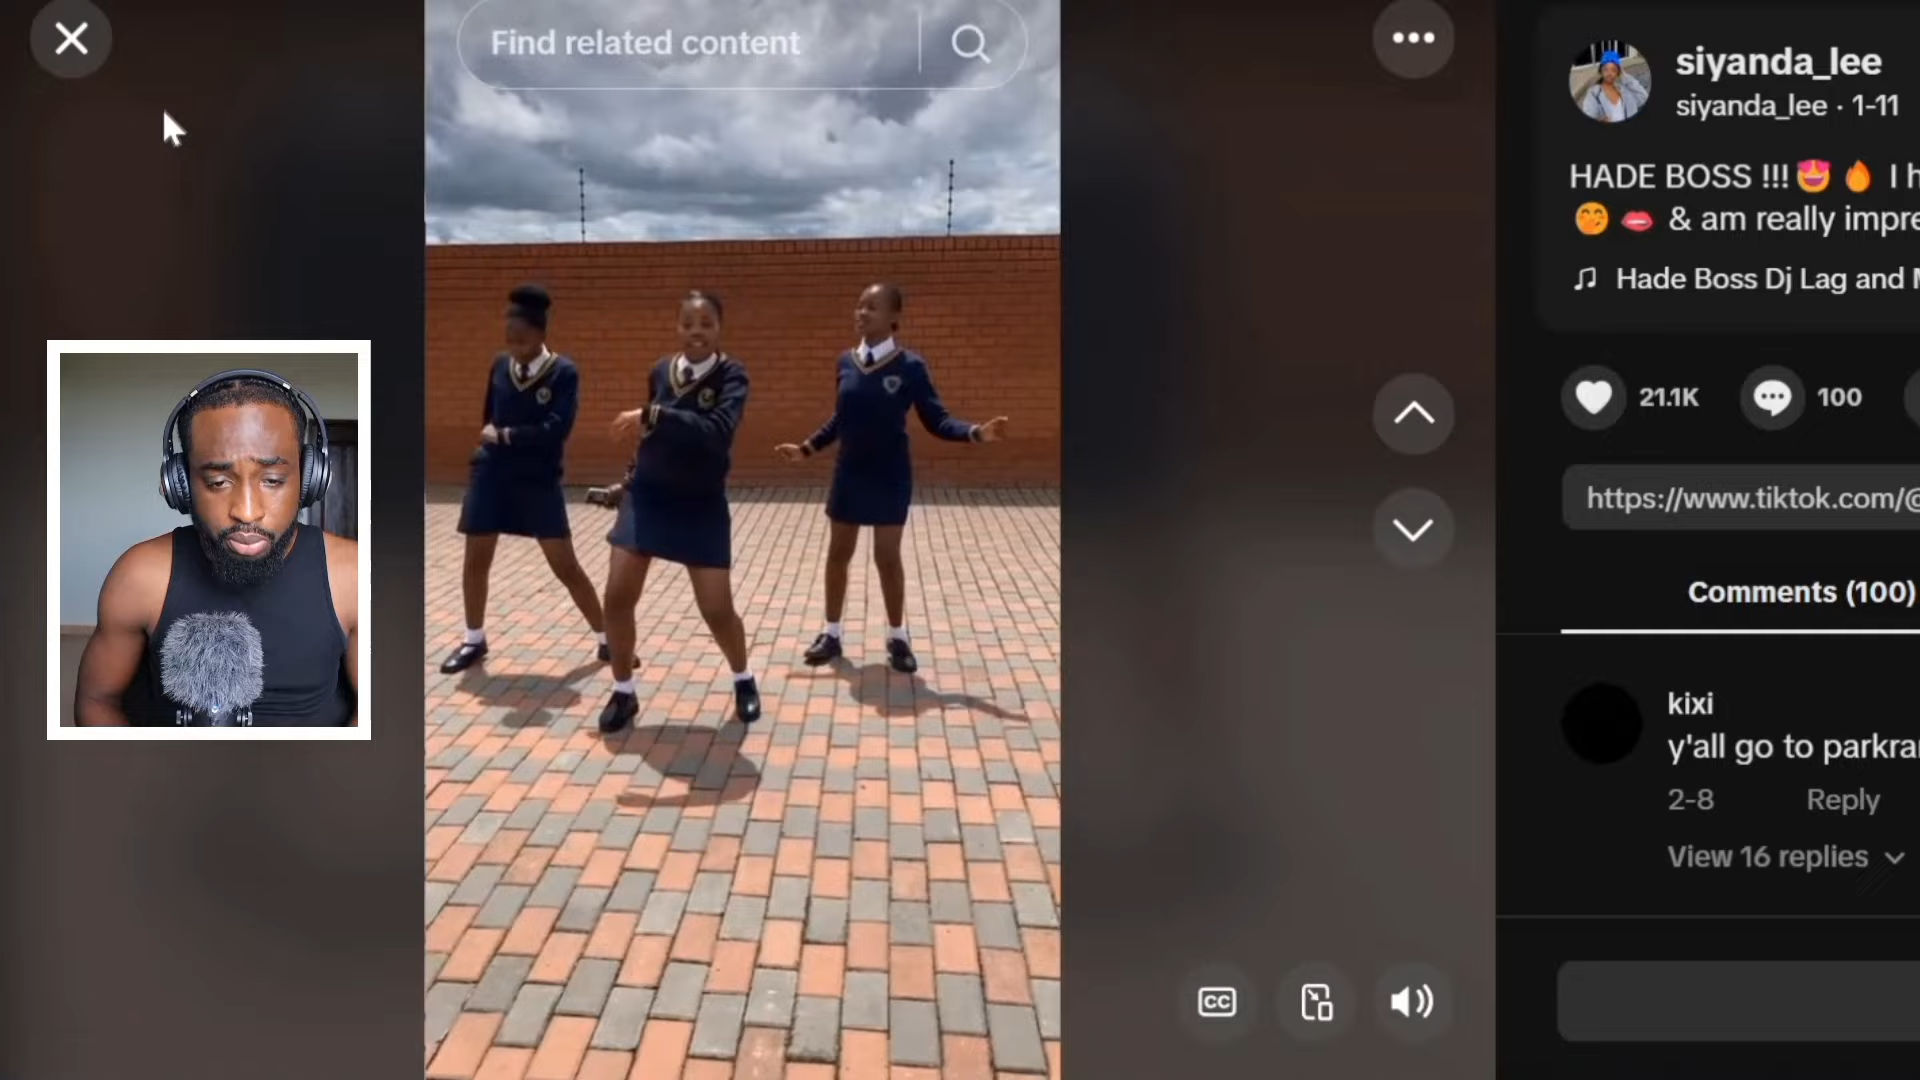 Find related content
siyanda_lee
siyanda_lee · 1-11
HADE BOSS !!!😍🔥 I h
🤭🫦 & am really impre
Hade Boss Dj Lag and
21.1K
100
https://www.tiktok.com/@
Comments (100)
kixi
y'all go to parkra
2-8
Reply
View 16 replies
CC